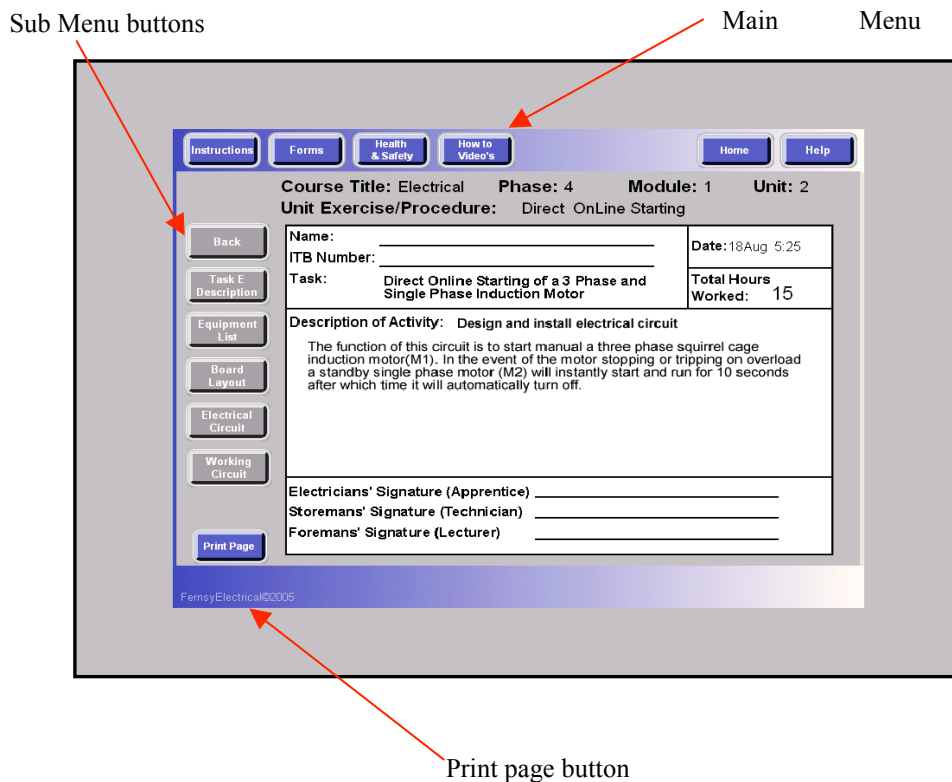 Sub Menu buttons
Main Menu
Instructions
Forms
Health
& Safety
How to
Video's
Home
Help
Course Title: Electrical Phase: 4 Module: 1 Unit: 2
Unit Exercise/Procedure: Direct OnLine Starting
Back
Task E
Description
Equipment
List
Board
Layout
Electrical
Circuit
Working
Circuit
Print Page
Name:
ITB Number:
Date:18Aug 5:25
Task: Direct Online Starting of a 3 Phase and
Single Phase Induction Motor
Total Hours
Worked: 15
Description of Activity: Design and install electrical circuit
The function of this circuit is to start manual a three phase squirrel cage
induction motor(M1). In the event of the motor stopping or tripping on overload
a standby single phase motor (M2) will instantly start and run for 10 seconds
after which time it will automatically turn off.
Electricians' Signature (Apprentice)
Storemans' Signature (Technician)
Foremans' Signature (Lecturer)
FernsyElectrical©2005
Print page button